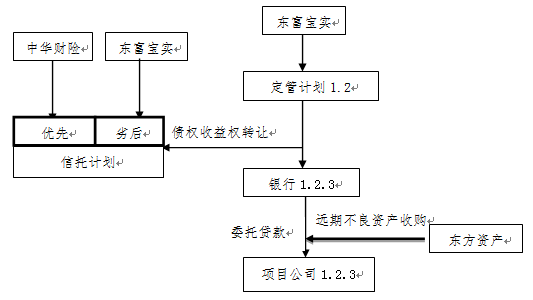 东富宝实
中华财险
东富宝实
定管计划 1.2
优先
劣后
债权收益权转让
信托计划
银行 1.2.3
委托贷款
远期不良资产收购
东方资产
项目公司 1.2.3